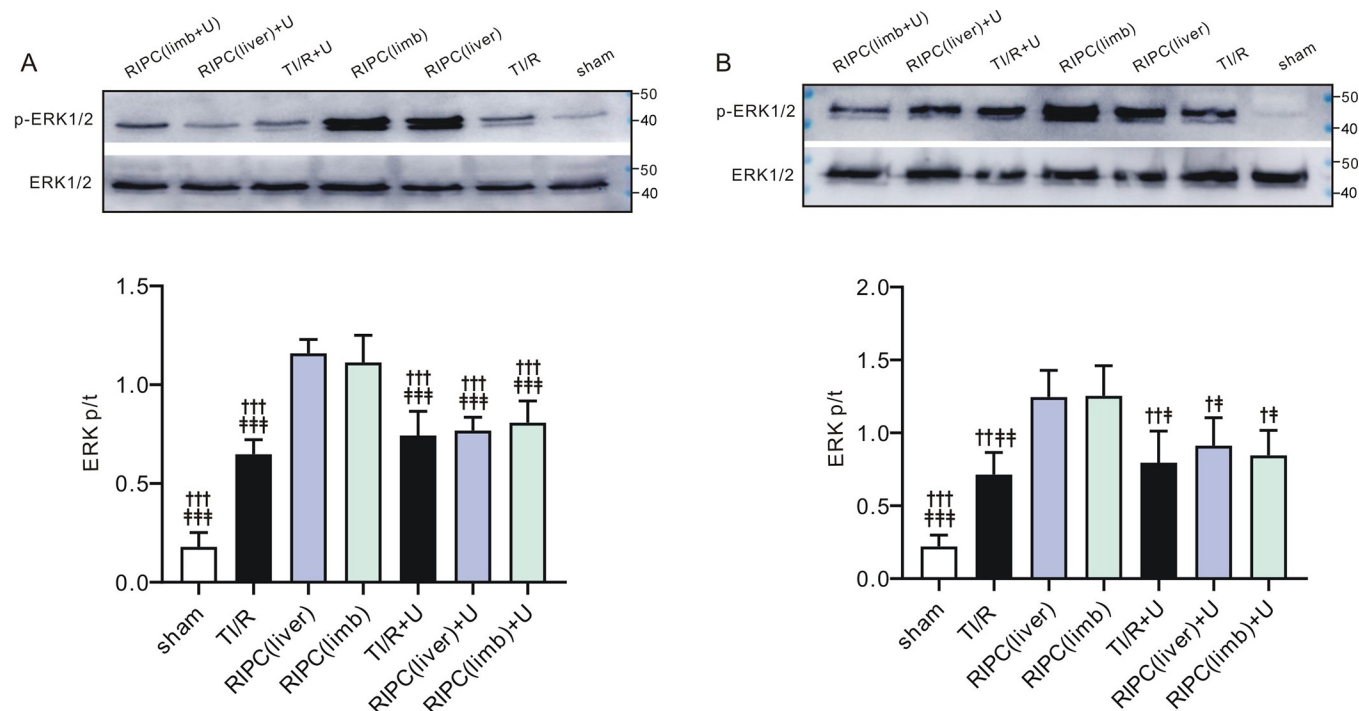 A
RIPC(limb+U)
RIPC(liver)+U
TI/R+U
RIPC(limb)
RIPC(liver)
TI/R
sham
p-ERK1/2
50
40
ERK1/2
50
40
1.5
1.0
0.5
0.0
ERK p/t
†††
‡‡‡
†††
‡‡‡
†††
‡‡‡
†††
‡‡‡
†††
‡‡‡
sham
TI/R
RIPC(liver)
RIPC(limb)
TI/R+U
RIPC(liver)+U
RIPC(limb)+U
B
RIPC(limb+U)
RIPC(liver)+U
TI/R+U
RIPC(limb)
RIPC(liver)
TI/R
sham
p-ERK1/2
50
40
ERK1/2
50
40
2.0
1.5
1.0
0.5
0.0
ERK p/t
†††
‡‡‡
††‡‡
††‡
†‡
†‡
sham
TI/R
RIPC(liver)
RIPC(limb)
TI/R+U
RIPC(liver)+U
RIPC(limb)+U